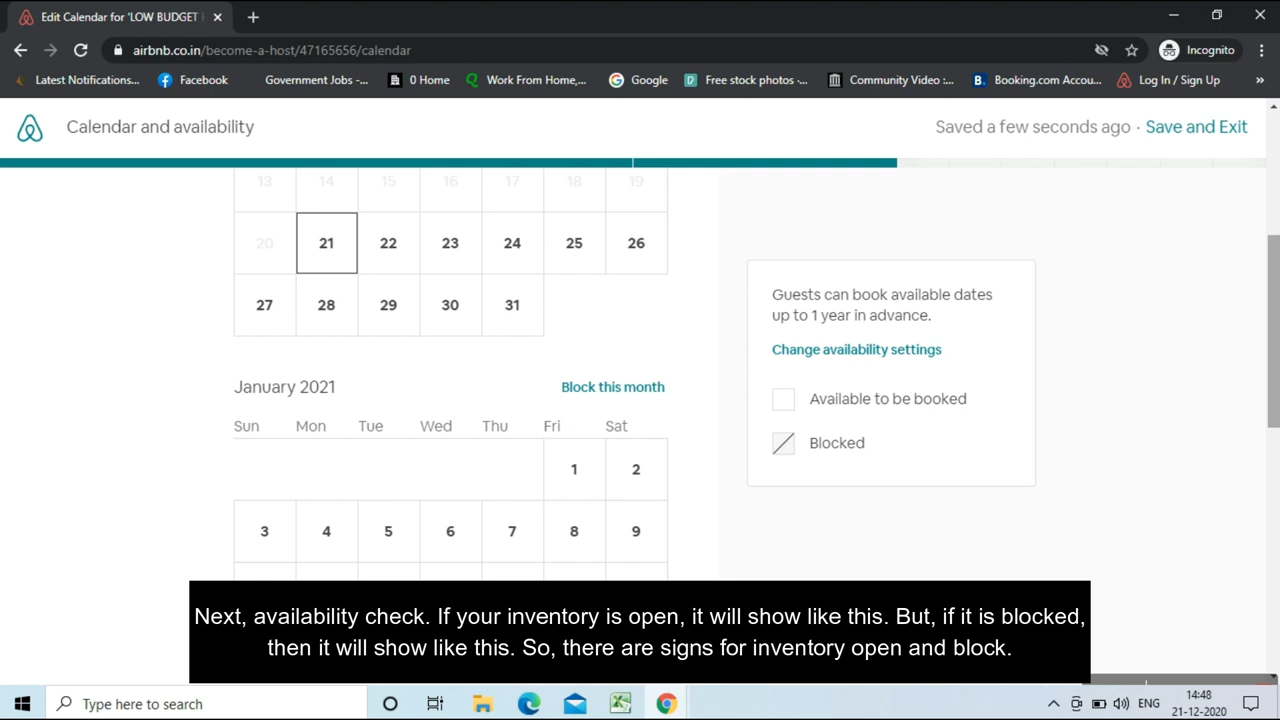 Edit Calendar for 'LOW BUDGET
airbnb.co.in/become-a-host/47165656/calendar
Incognito
Latest Notifications...
Facebook
Government Jobs -...
0 Home
Work From Home,...
Google
Free stock photos -...
Community Video :...
Booking.com Accou...
Log In / Sign Up
»
Calendar and availability
Saved a few seconds ago · Save and Exit
13 14 15 16 17 18 19
20 21 22 23 24 25 26
27 28 29 30 31
Guests can book available dates
up to 1 year in advance.
Change availability settings
Available to be booked
Blocked
January 2021
Block this month
Sun Mon Tue Wed Thu Fri Sat
1 2
3 4 5 6 7 8 9
Next, availability check. If your inventory is open, it will show like this. But, if it is blocked,
then it will show like this. So, there are signs for inventory open and block.
Type here to search
ENG
14:48
21-12-2020